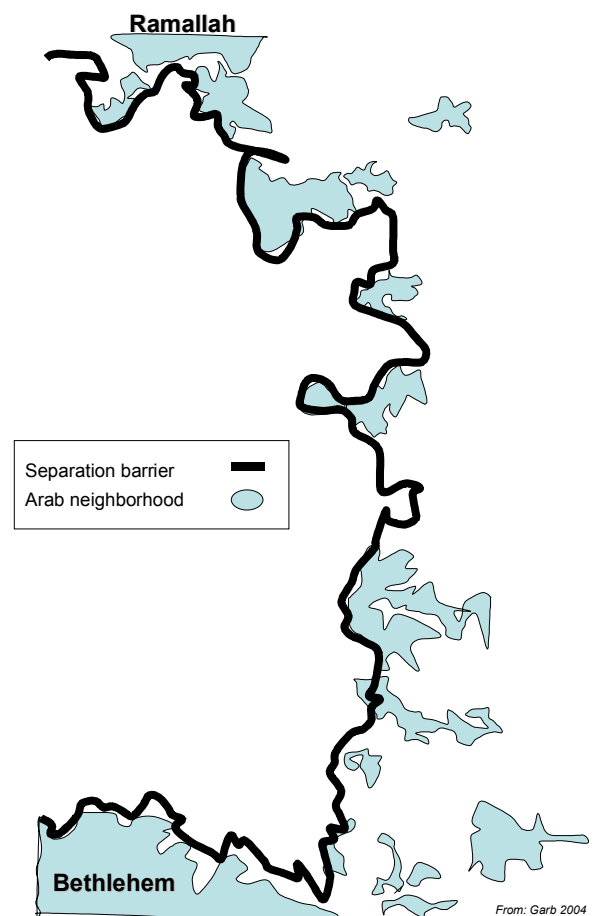 Ramallah
Separation barrier
Arab neighborhood
Bethlehem
From: Garb 2004